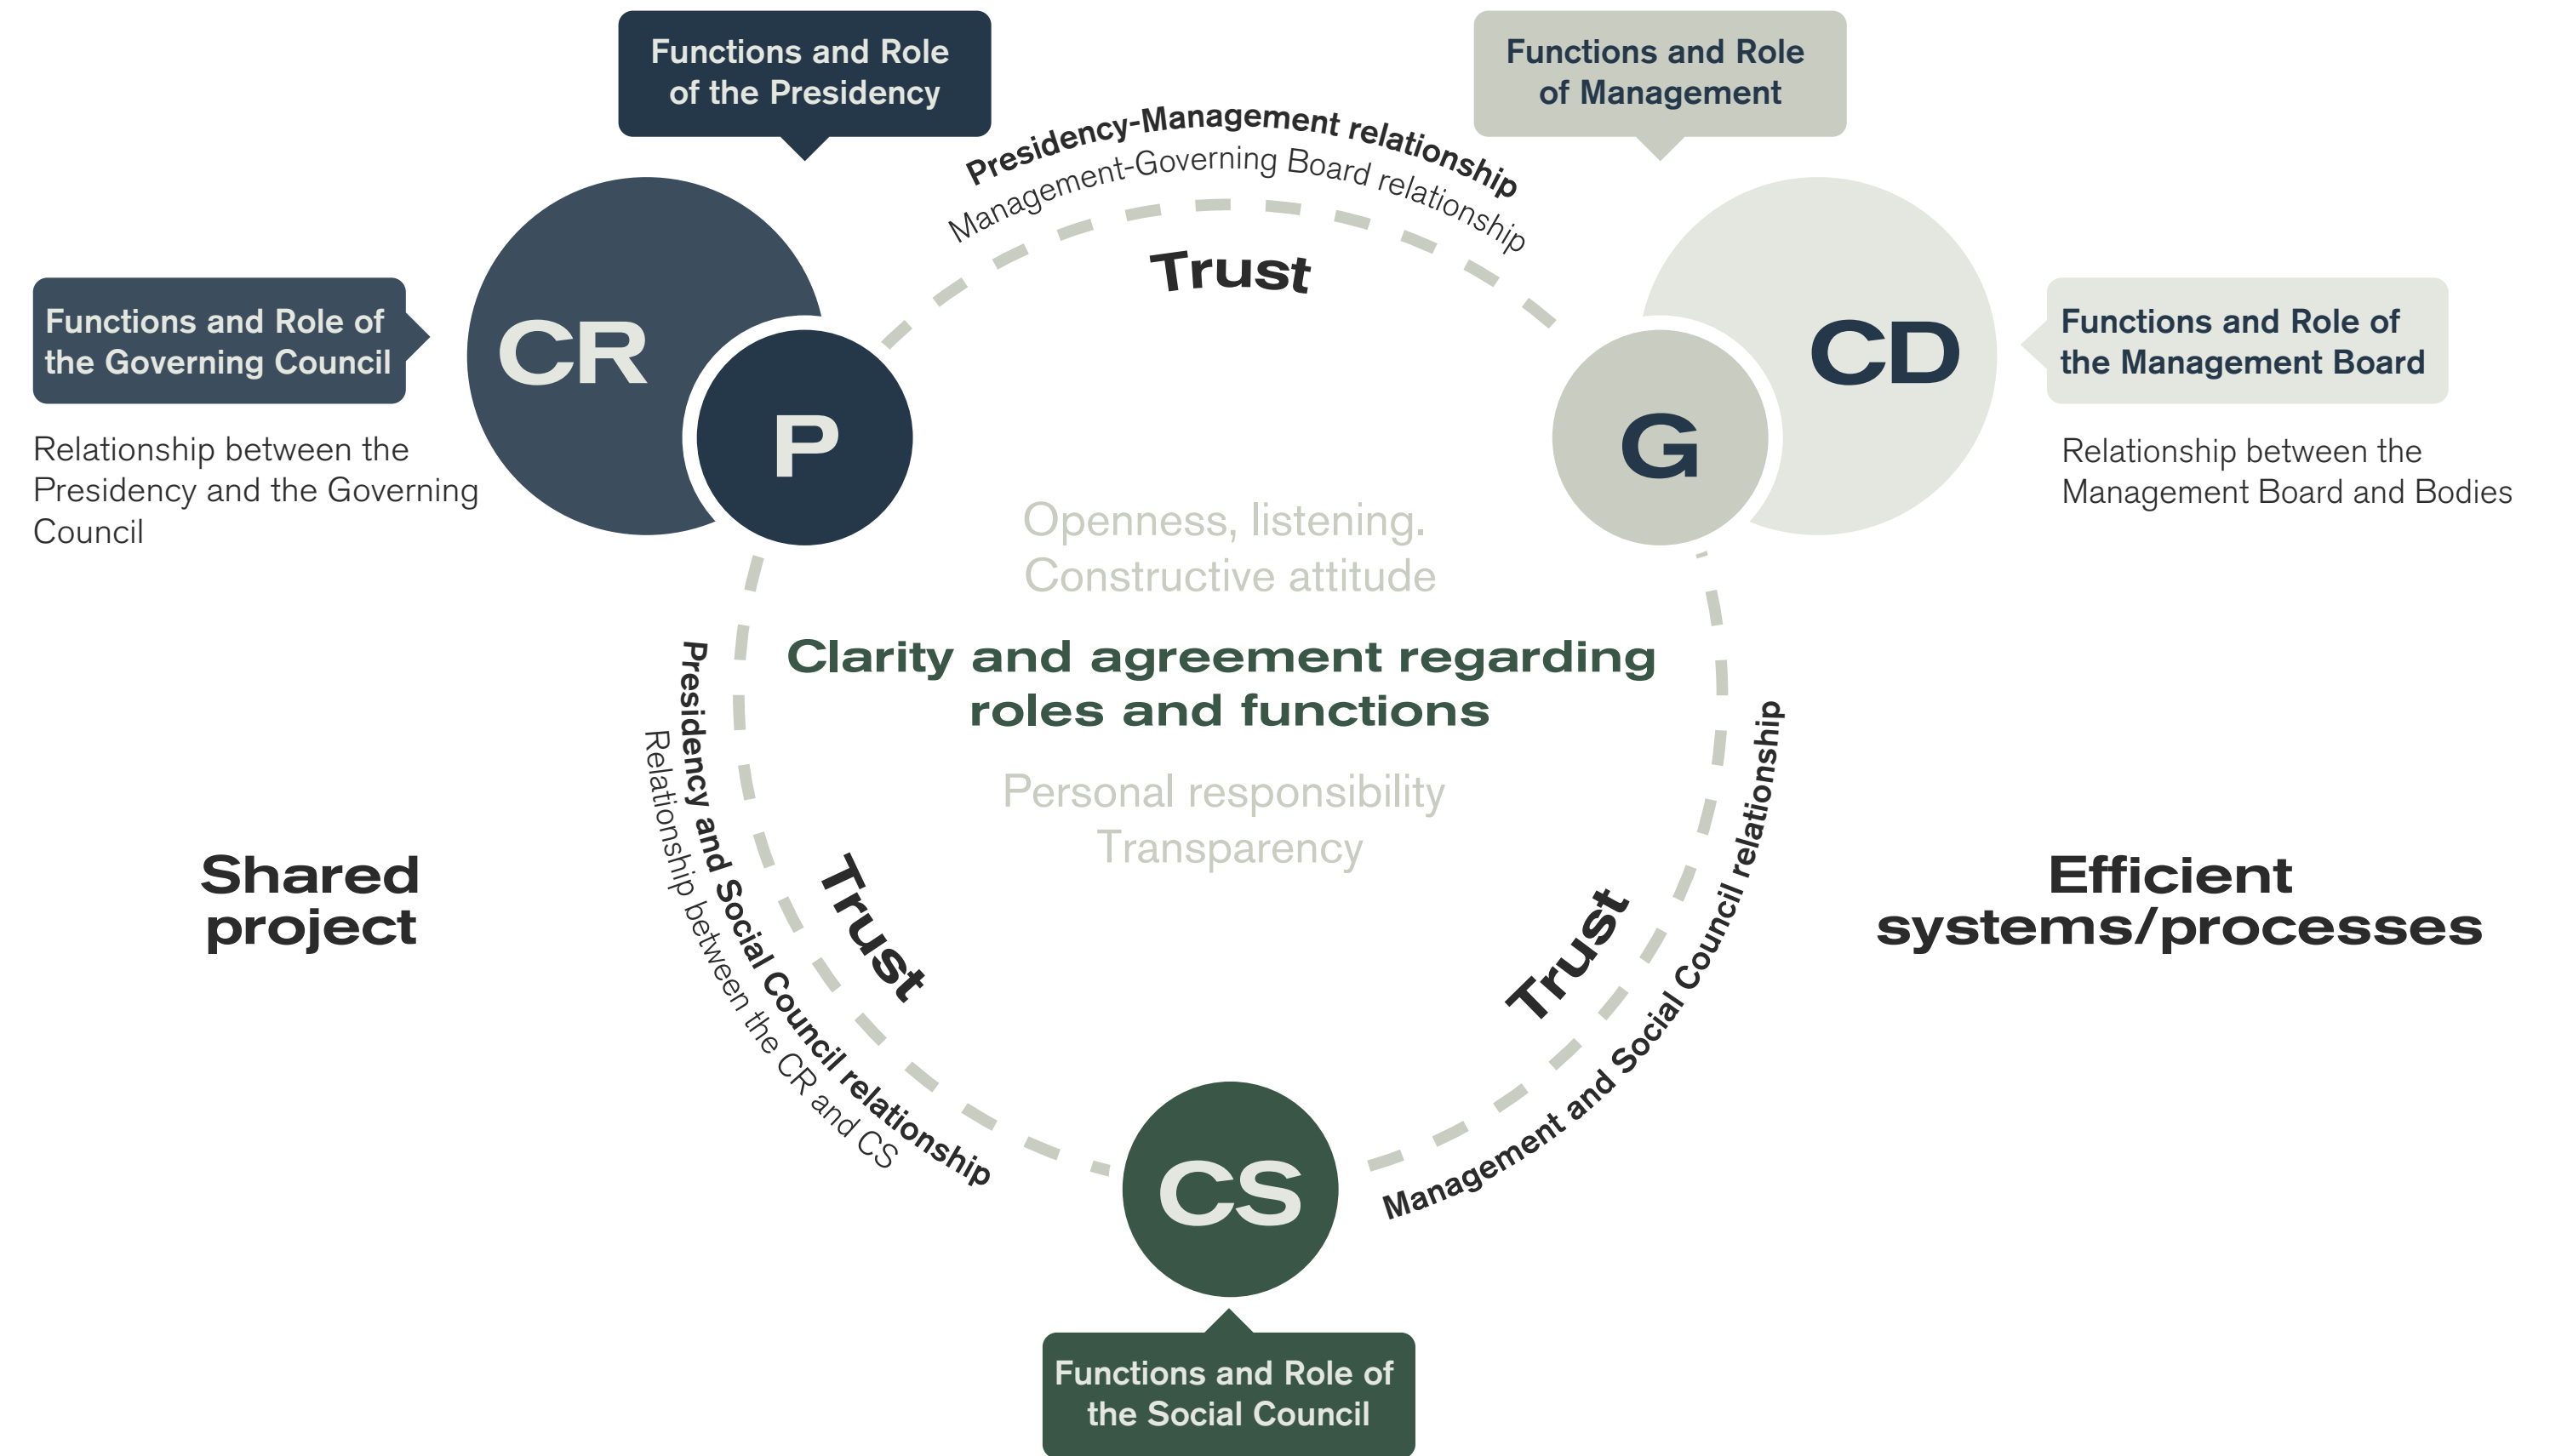 Functions and Role
of the Presidency
Functions and Role
of Management
Presidency-Management relationship
Management-Governing Board relationship
Trust
Functions and Role of
the Governing Council
CR
P
G
CD
Functions and Role of
the Management Board
Relationship between the
Presidency and the Governing
Council
Relationship between the
Management Board and Bodies
Openness, listening.
Constructive attitude
Clarity and agreement regarding
roles and functions
Personal responsibility
Transparency
Presidency and Social Council relationship
Relationship between the CR and CS
Trust
Trust
Management and Social Council relationship
Shared
project
Efficient
systems/processes
CS
Functions and Role of
the Social Council